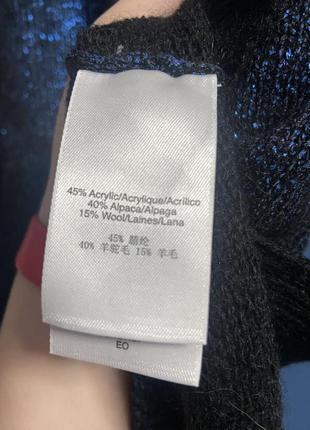 45% Acrylic/Acrylique/Acrilico
40% Alpaca/Alpaga
15% Wool/Laines/Lana
45% 腈纶
40% 羊驼毛 15% 羊毛
EO